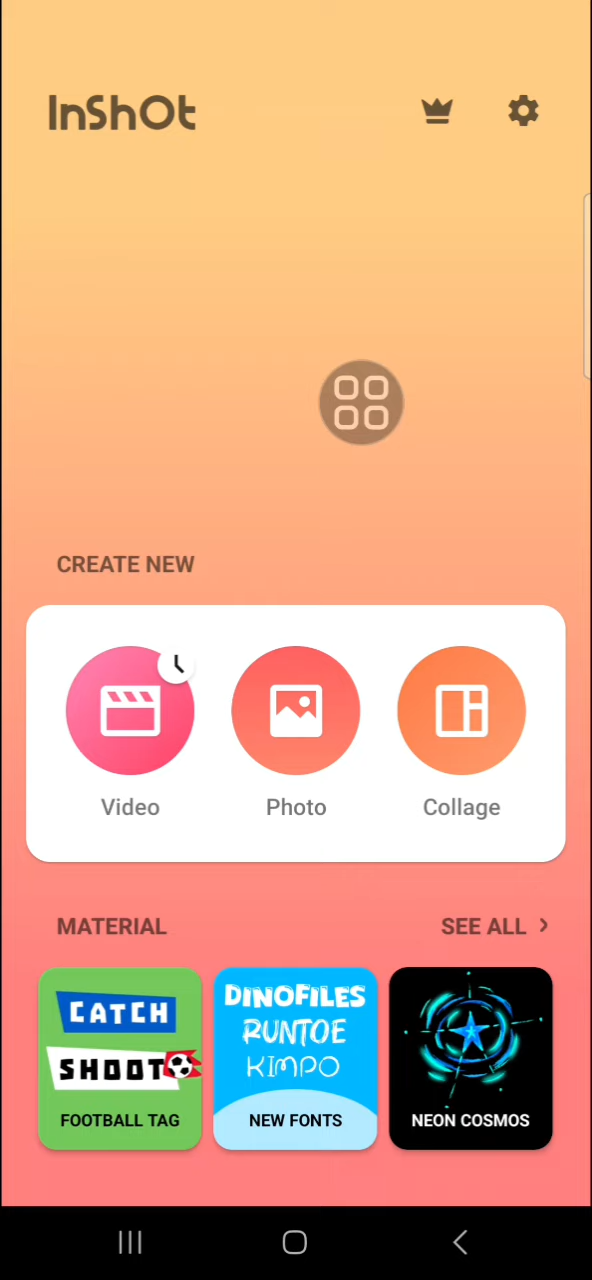 InShOt
CREATE NEW
Video Photo Collage
MATERIAL SEE ALL >
CATCH
SHOOT
FOOTBALL TAG
DINOFILES
RUNTOE
KIMPO
NEW FONTS
NEON COSMOS